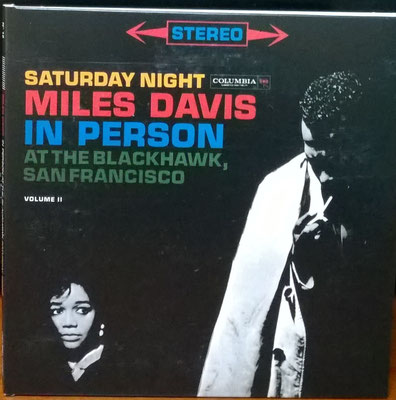 STEREO
SATURDAY NIGHT
COLUMBIA
MILES DAVIS
IN PERSON
AT THE BLACKHAWK,
SAN FRANCISCO
VOLUME II